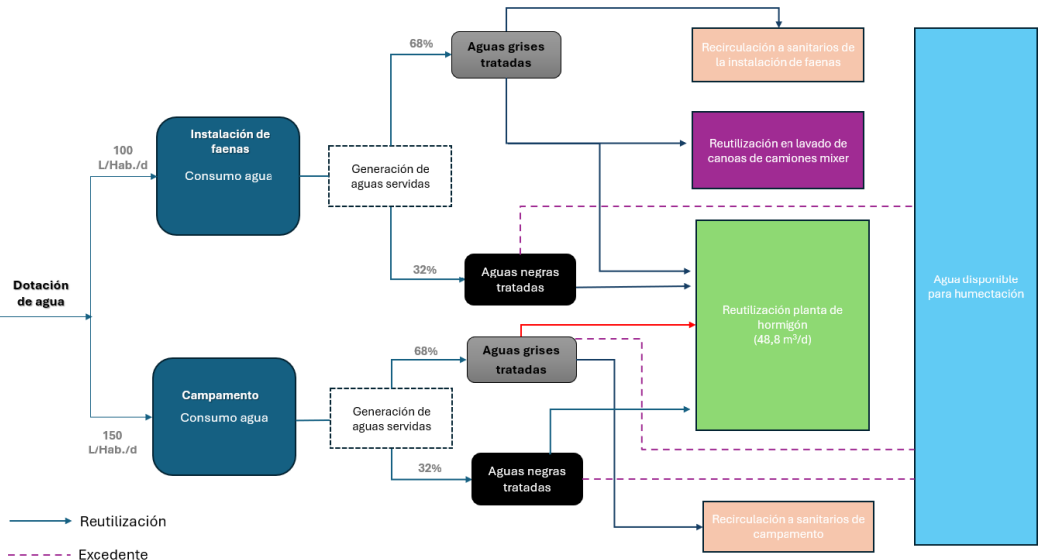 68%
Aguas grises
tratadas
Recirculación a sanitarios de
la instalación de faenas
100
L/Hab./d
Instalación de
faenas
Consumo agua
Generación de
aguas servidas
Reutilización en lavado de
canoas de camiones mixer
32%
Aguas negras
tratadas
Dotación
de agua
Reutilización planta de
hormigón
(48,8 m³/d)
Agua disponible
para humectación
68%
Aguas grises
tratadas
Campamento
Consumo agua
150
L/Hab./d
Generación de
aguas servidas
32%
Aguas negras
tratadas
Recirculación a sanitarios de
campamento
Reutilización
Excedente